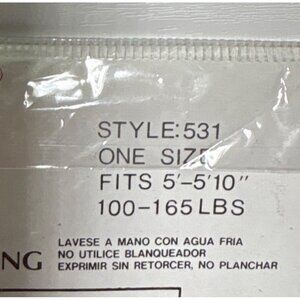 STYLE:531
ONE SIZE
FITS 5'-5'10"
100-165 LBS
LAVESE A MANO CON AGUA FRIA
NO UTILICE BLANQUEADOR
NG EXPRIMIR SIN RETORCER, NO PLANCHAR